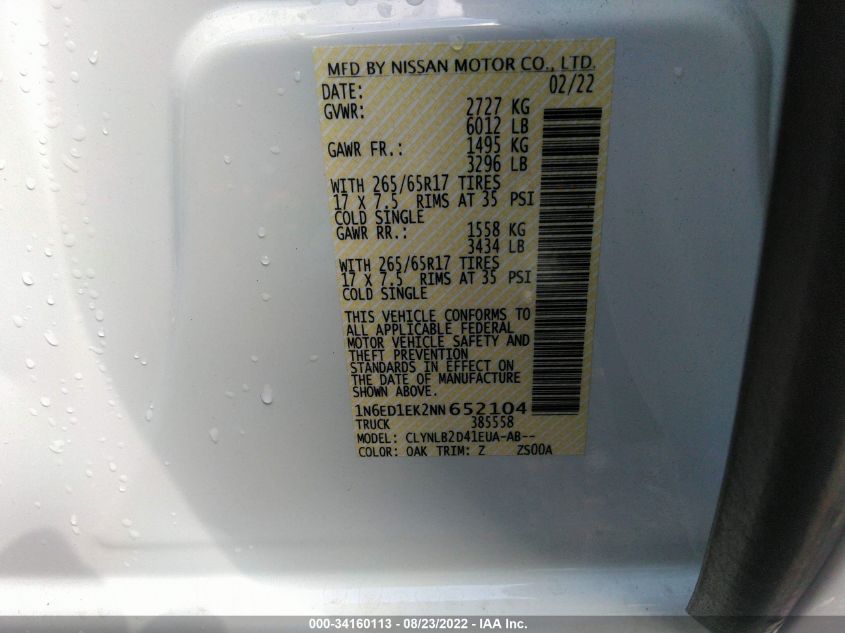 MFD BY NISSAN MOTOR CO., LTD.
DATE: 02/22
GVWR: 2727 KG
6012 LB
GAWR FR.: 1495 KG
3296 LB
WITH 265/65R17 TIRES
17 X 7.5 RIMS AT 35 PSI
COLD SINGLE
GAWR RR.: 1558 KG
3434 LB
WITH 265/65R17 TIRES
17 X 7.5 RIMS AT 35 PSI
COLD SINGLE
THIS VEHICLE CONFORMS TO
ALL APPLICABLE FEDERAL
MOTOR VEHICLE SAFETY AND
THEFT PREVENTION
STANDARDS IN EFFECT ON
THE DATE OF MANUFACTURE
SHOWN ABOVE.
1N6ED1EK2NN652104
TRUCK 385558
MODEL: CLYNLB2D41EUA-AB--
COLOR: QAK TRIM: Z ZS00A
000-34160113 - 08/23/2022 - IAA Inc.